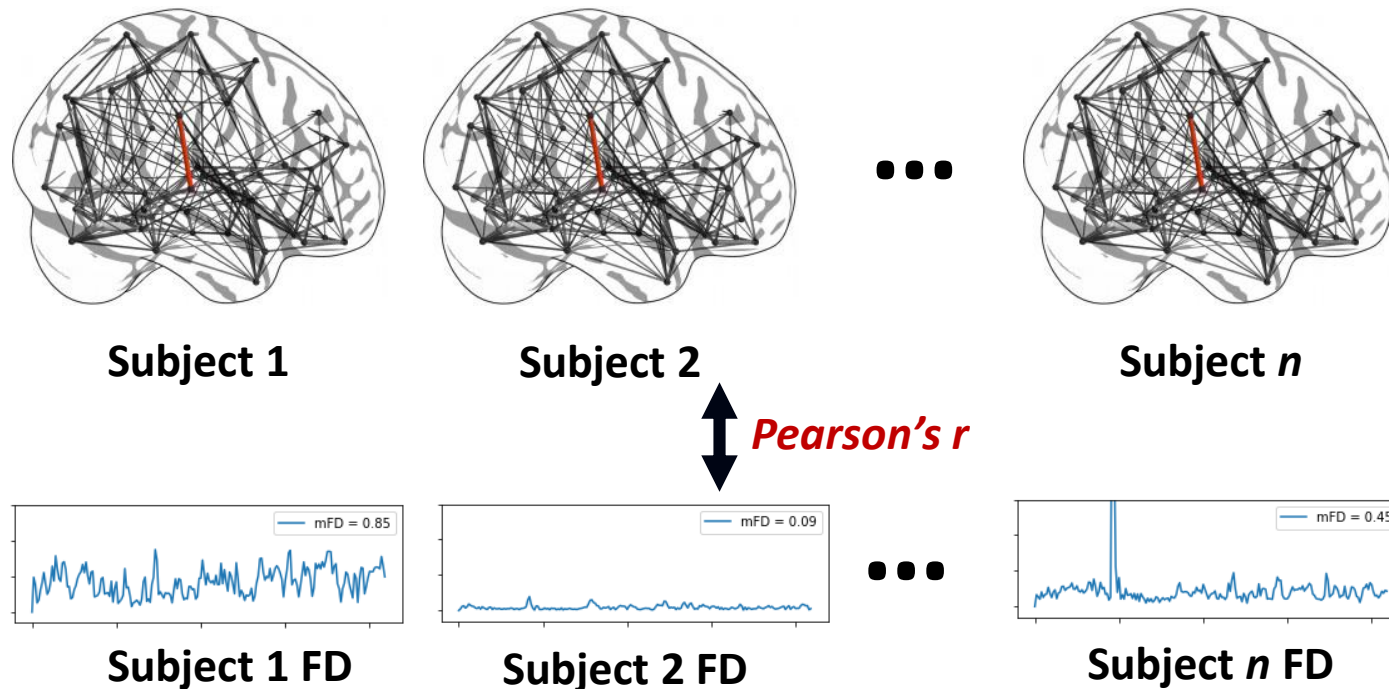 Subject 1
Subject 2
Subject n
Pearson's r
mFD = 0.85
mFD = 0.09
mFD = 0.45
Subject 1 FD
Subject 2 FD
Subject n FD